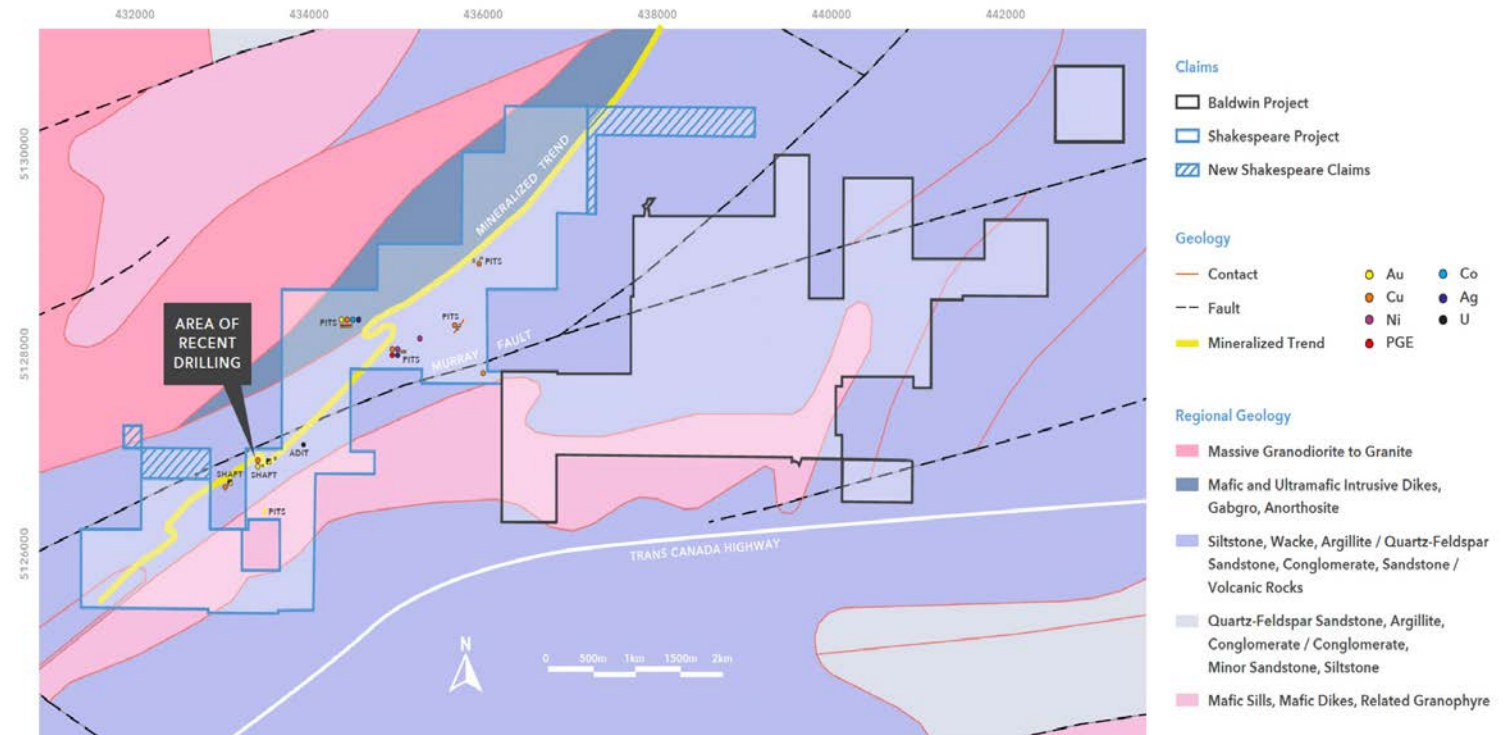 432000
434000
436000
438000
440000
442000
5130000
5128000
5126000
MINERALIZED TREND
PITS
PITS
PITS
PITS
MURRAY FAULT
AREA OF
RECENT
DRILLING
ADIT
SHAFT
SHAFT
PITS
TRANS CANADA HIGHWAY
N
0 500m 1km 1500m 2km
Claims
Baldwin Project
Shakespeare Project
New Shakespeare Claims
Geology
Contact
Fault
Mineralized Trend
Au
Cu
Ni
PGE
Co
Ag
U
Regional Geology
Massive Granodiorite to Granite
Mafic and Ultramafic Intrusive Dikes,
Gabgro, Anorthosite
Siltstone, Wacke, Argillite / Quartz-Feldspar
Sandstone, Conglomerate, Sandstone /
Volcanic Rocks
Quartz-Feldspar Sandstone, Argillite,
Conglomerate / Conglomerate,
Minor Sandstone, Siltstone
Mafic Sills, Mafic Dikes, Related Granophyre